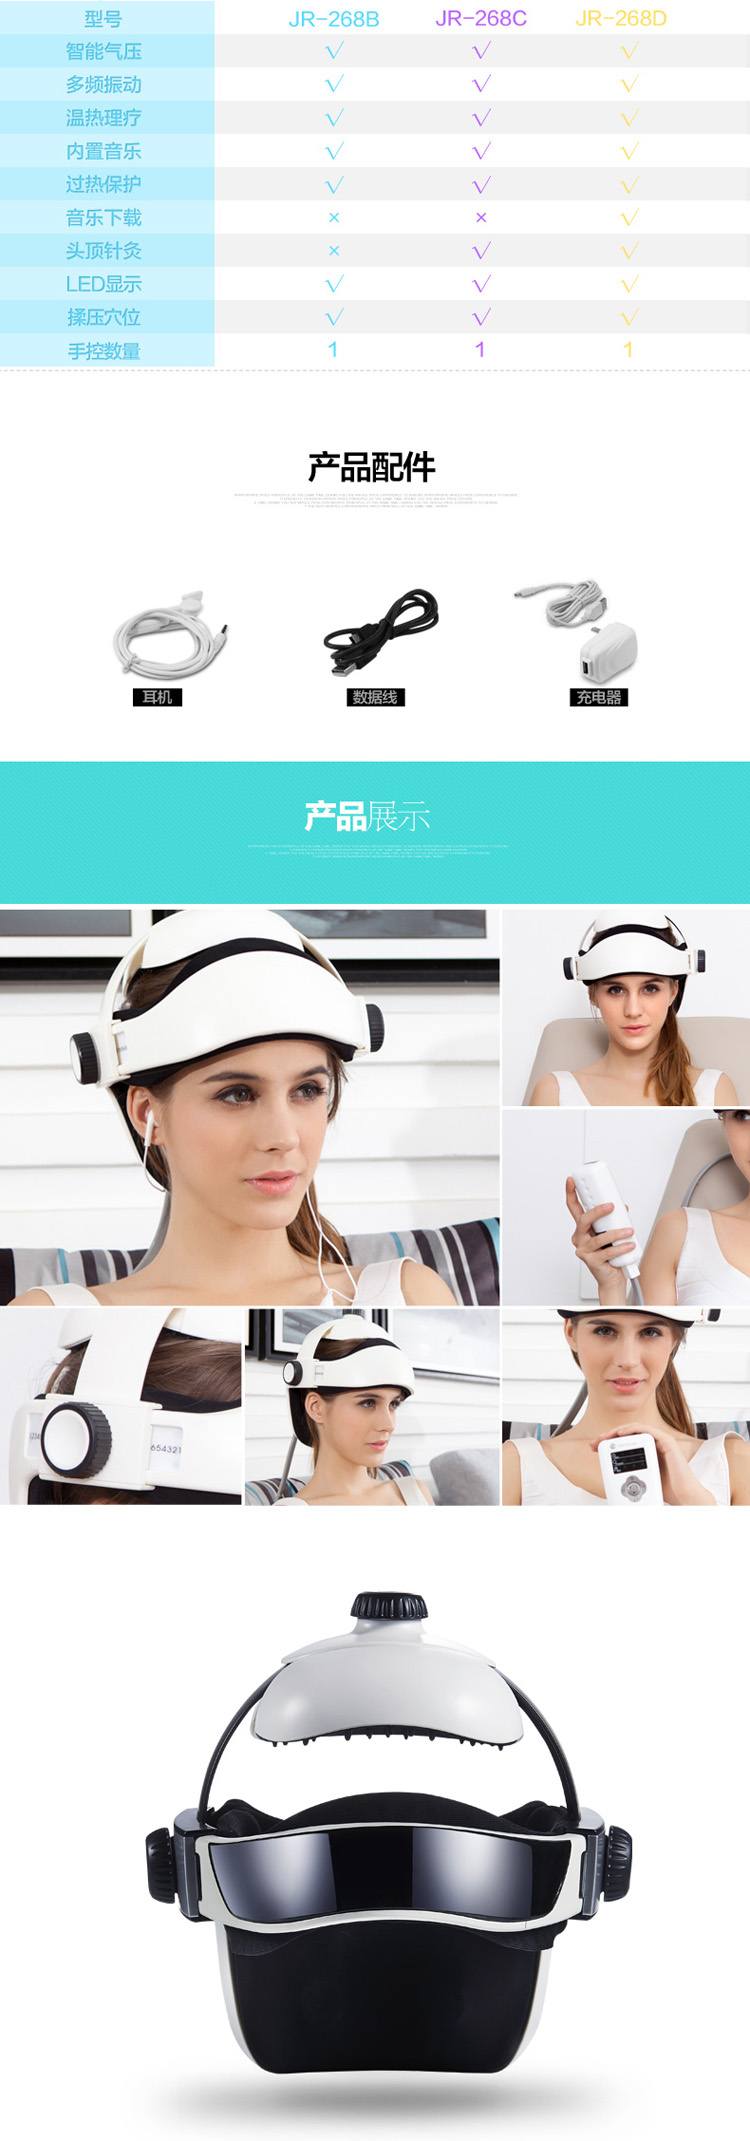 型号 JR-268B JR-268C JR-268D
智能气压 √ √ √
多频振动 √ √ √
温热理疗 √ √ √
内置音乐 √ √ √
过热保护 √ √ √
音乐下载 × × √
头顶针灸 × √ √
LED显示 √ √ √
揉压穴位 √ √ √
手控数量 1 1 1
产品配件
耳机 数据线 充电器
产品展示
654321